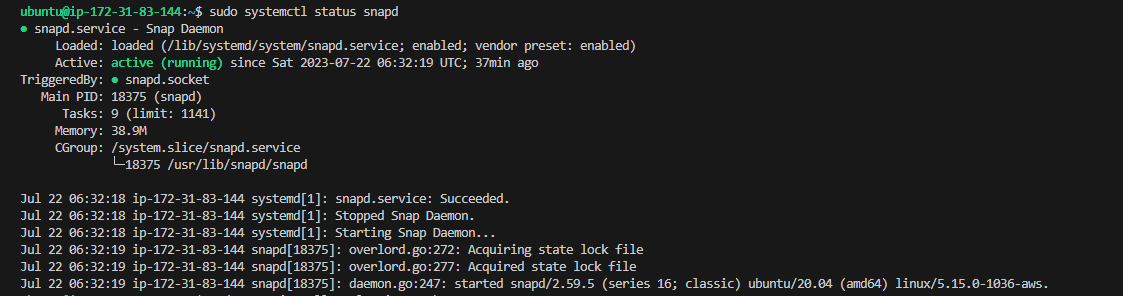 ubuntu@ip-172-31-83-144:~$ sudo systemctl status snapd
● snapd.service - Snap Daemon
Loaded: loaded (/lib/systemd/system/snapd.service; enabled; vendor preset: enabled)
Active: active (running) since Sat 2023-07-22 06:32:19 UTC; 37min ago
TriggeredBy: ● snapd.socket
Main PID: 18375 (snapd)
Tasks: 9 (limit: 1141)
Memory: 38.9M
CGroup: /system.slice/snapd.service
└─18375 /usr/lib/snapd/snapd

Jul 22 06:32:18 ip-172-31-83-144 systemd[1]: snapd.service: Succeeded.
Jul 22 06:32:18 ip-172-31-83-144 systemd[1]: Stopped Snap Daemon.
Jul 22 06:32:18 ip-172-31-83-144 systemd[1]: Starting Snap Daemon...
Jul 22 06:32:19 ip-172-31-83-144 snapd[18375]: overlord.go:272: Acquiring state lock file
Jul 22 06:32:19 ip-172-31-83-144 snapd[18375]: overlord.go:277: Acquired state lock file
Jul 22 06:32:19 ip-172-31-83-144 snapd[18375]: daemon.go:247: started snapd/2.59.5 (series 16; classic) ubuntu/20.04 (amd64) linux/5.15.0-1036-aws.